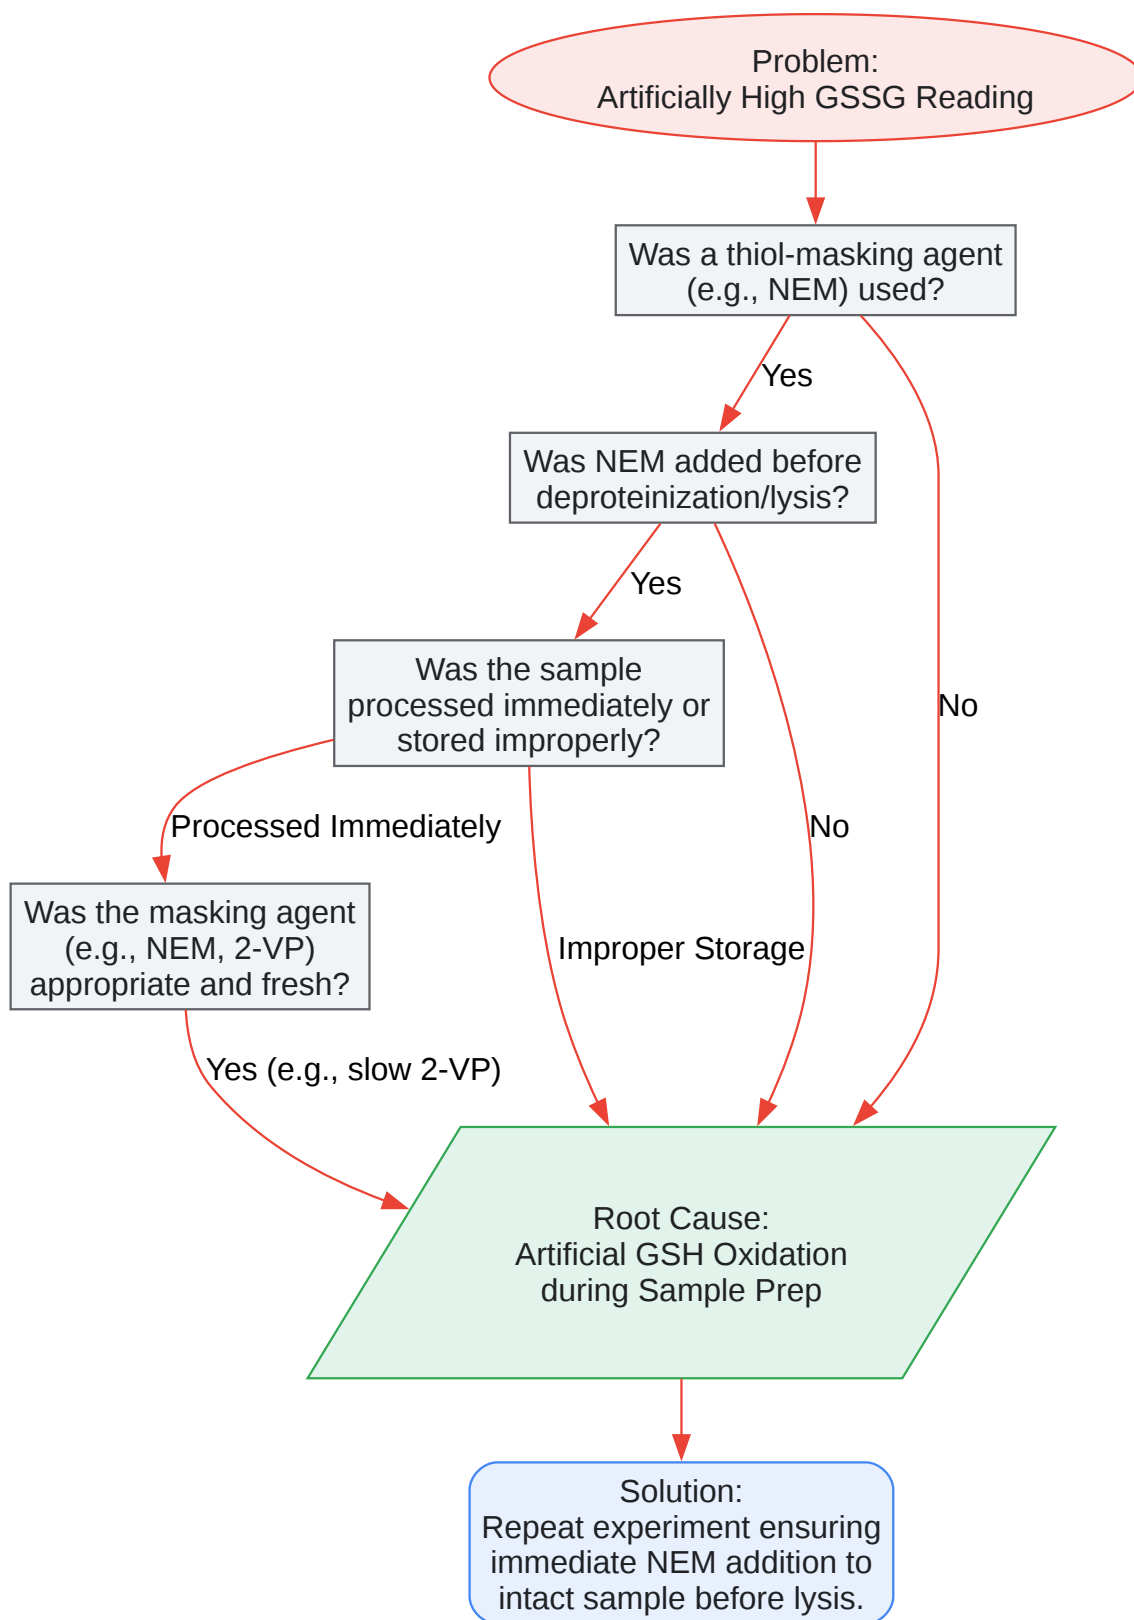 Problem:
Artificially High GSSG Reading
Was a thiol-masking agent
(e.g., NEM) used?
Yes
Was NEM added before
deproteinization/lysis?
Yes
Was the sample
processed immediately or
stored improperly?
No
Processed Immediately
No
Was the masking agent
(e.g., NEM, 2-VP)
appropriate and fresh?
Improper Storage
Yes (e.g., slow 2-VP)
Root Cause:
Artificial GSH Oxidation
during Sample Prep
Solution:
Repeat experiment ensuring
immediate NEM addition to
intact sample before lysis.